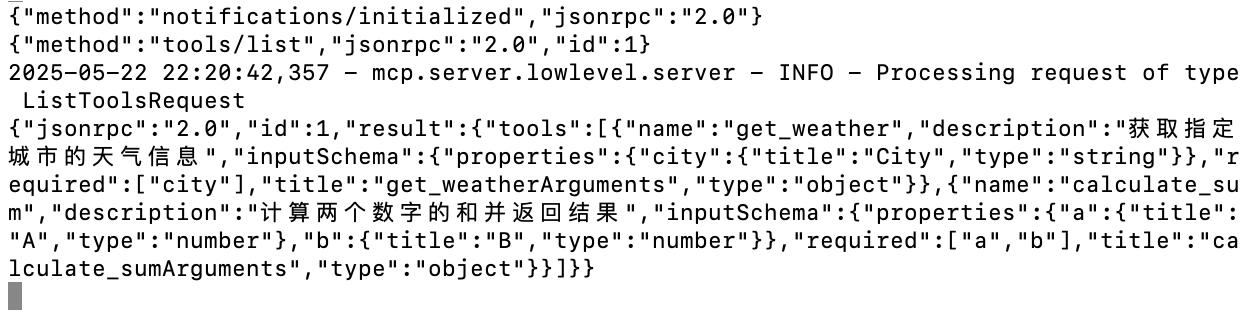 {"method":"notifications/initialized","jsonrpc":"2.0"}
{"method":"tools/list","jsonrpc":"2.0","id":1}
2025-05-22 22:20:42,357 - mcp.server.lowlevel.server - INFO - Processing request of type
 ListToolsRequest
{"jsonrpc":"2.0","id":1,"result":{"tools":[{"name":"get_weather","description":"获取指定
城市的天气信息","inputSchema":{"properties":{"city":{"title":"City","type":"string"}},"r
equired":["city"],"title":"get_weatherArguments","type":"object"}},{"name":"calculate_su
m","description":"计算两个数字的和并返回结果","inputSchema":{"properties":{"a":{"title":
"A","type":"number"},"b":{"title":"B","type":"number"}},"required":["a","b"],"title":"ca
lculate_sumArguments","type":"object"}}]}}